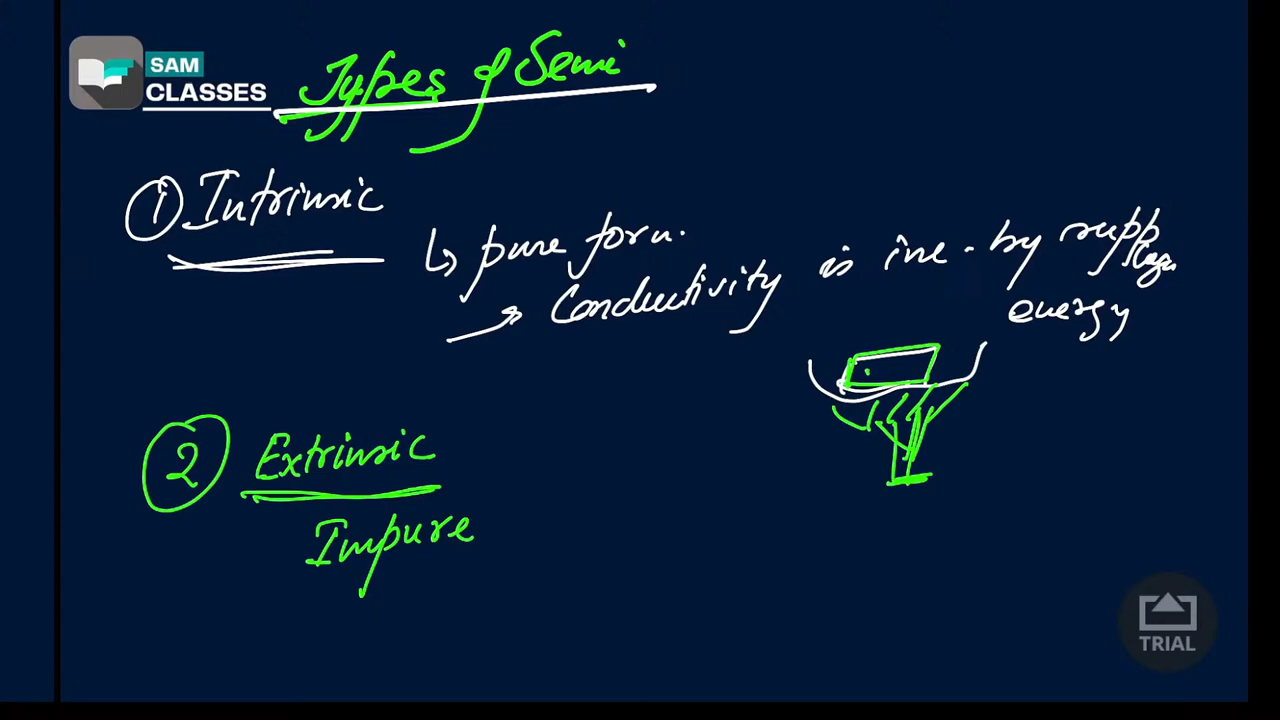 SAM
CLASSES
Types of Semi
① Intrinsic
↳ pure form.
→ Conductivity is inc. by supp
energy
② Extrinsic
Impure
TRIAL